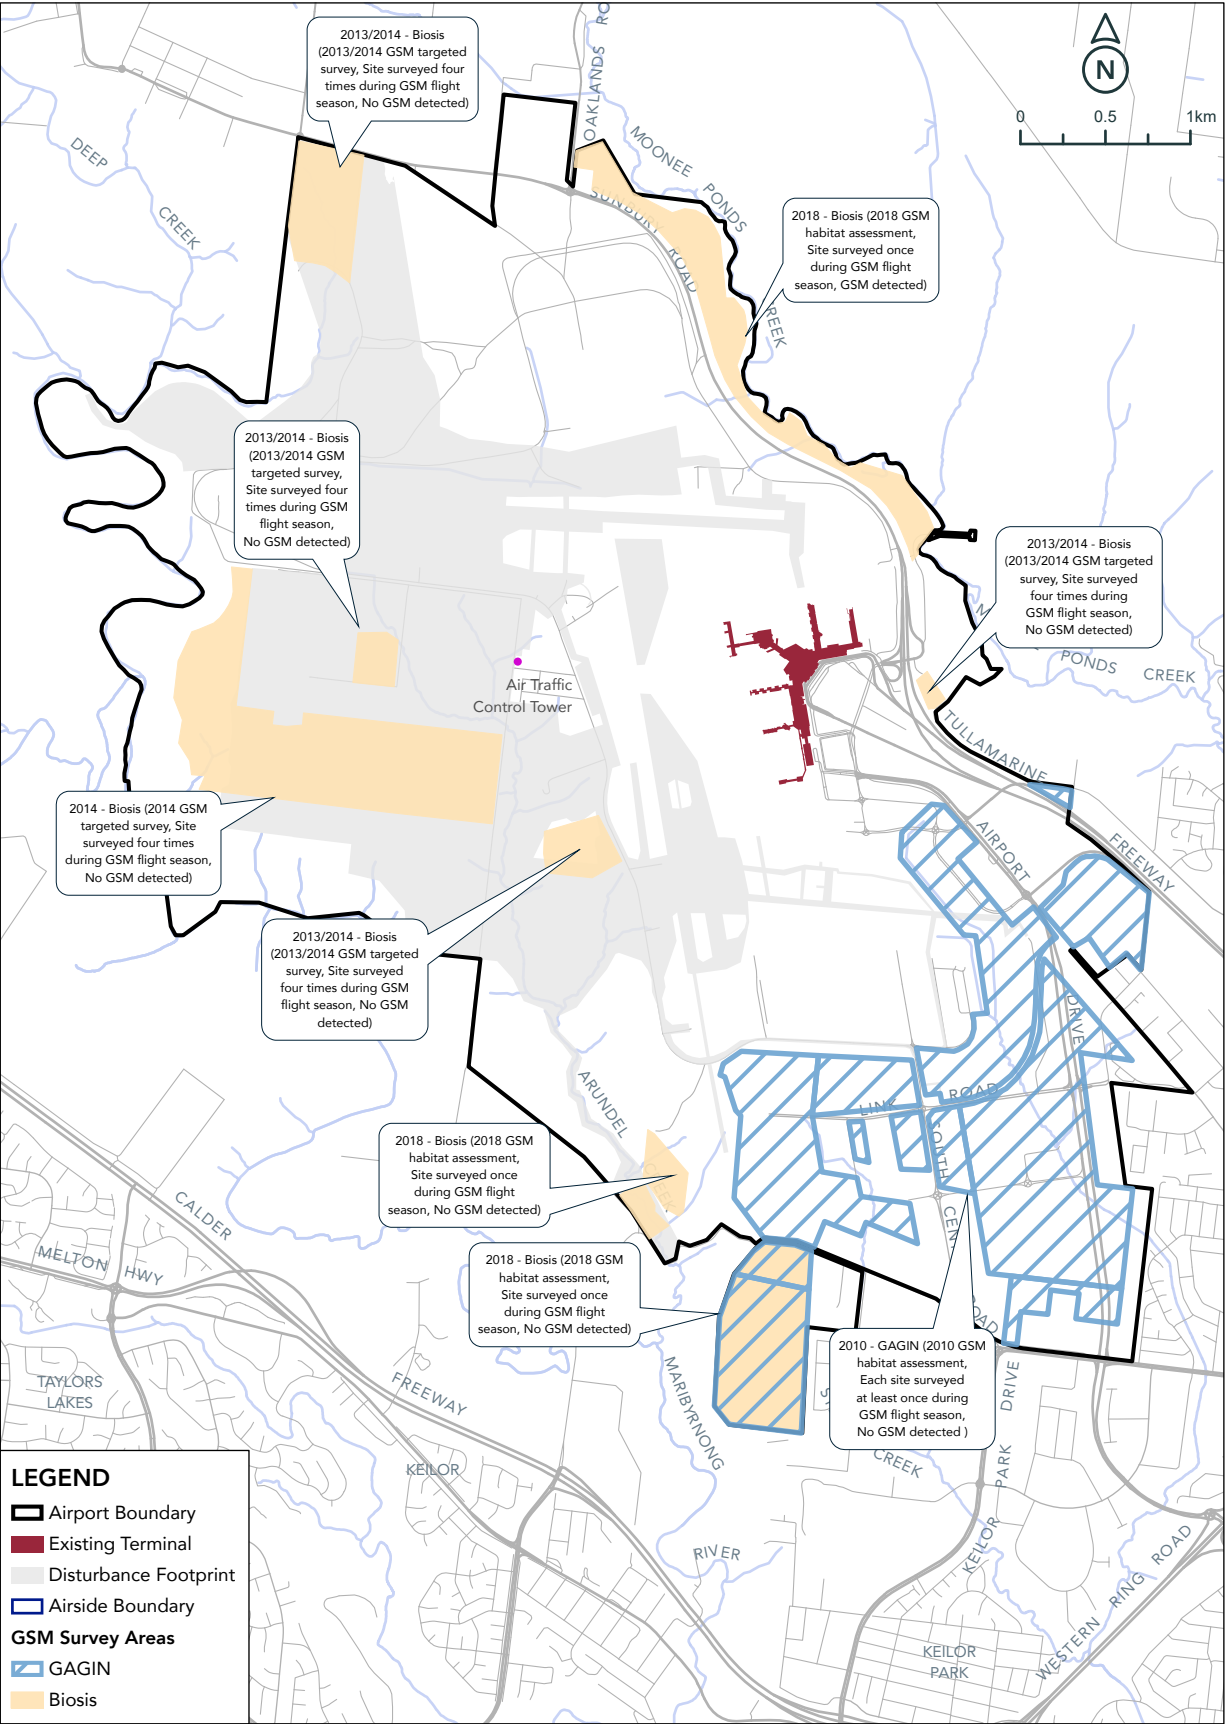 2013/2014 - Biosis
(2013/2014 GSM targeted
survey, Site surveyed four
times during GSM flight
season, No GSM detected)
OAKLANDS RO
N
0 0.5 1km
DEEP
CREEK
MOONEE PONDS
CREEK
SUNBURY ROAD
2018 - Biosis (2018 GSM
habitat assessment,
Site surveyed once
during GSM flight
season, GSM detected)
2013/2014 - Biosis
(2013/2014 GSM
targeted survey,
Site surveyed four
times during GSM
flight season,
No GSM detected)
2013/2014 - Biosis
(2013/2014 GSM targeted
survey, Site surveyed
four times during
GSM flight season,
No GSM detected)
PONDS CREEK
Air Traffic
Control Tower
TULLAMARINE
FREEWAY
2014 - Biosis (2014 GSM
targeted survey, Site
surveyed four times
during GSM flight season,
No GSM detected)
AIRPORT
DRIVE
2013/2014 - Biosis
(2013/2014 GSM targeted
survey, Site surveyed
four times during GSM
flight season, No GSM
detected)
ARUNDEL
CREEK
LINK ROAD
SOUTH
CEN
ROAD
2018 - Biosis (2018 GSM
habitat assessment,
Site surveyed once
during GSM flight
season, No GSM detected)
CALDER
FREEWAY
MELTON HWY
2018 - Biosis (2018 GSM
habitat assessment,
Site surveyed once
during GSM flight
season, No GSM detected)
2010 - GAGIN (2010 GSM
habitat assessment,
Each site surveyed
at least once during
GSM flight season,
No GSM detected )
TAYLORS
LAKES
MARIBYRNONG
RIVER
CREEK
KEILOR PARK DRIVE
KEILOR
WESTERN RING ROAD
KEILOR
PARK
LEGEND
Airport Boundary
Existing Terminal
Disturbance Footprint
Airside Boundary
GSM Survey Areas
GAGIN
Biosis